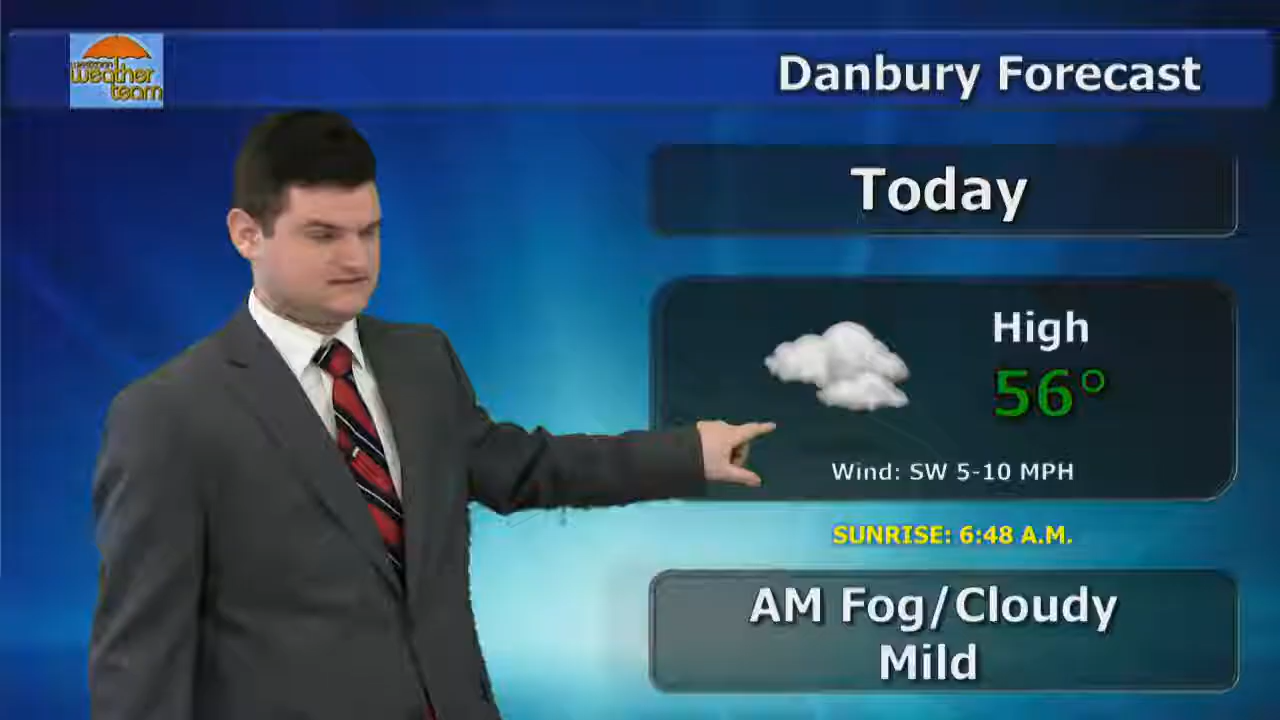 weather
team
Danbury Forecast
Today
High
56°
Wind: SW 5-10 MPH
SUNRISE: 6:48 A.M.
AM Fog/Cloudy
Mild